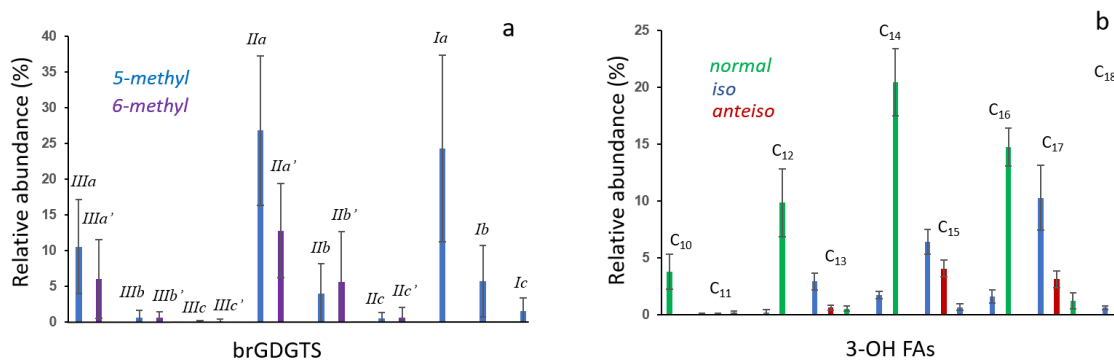 a
Relative abundance (%)
40
35
30
25
20
15
10
5
0
5-methyl
6-methyl
IIIa
IIIa’
IIIb
IIIb’
IIIc
IIIc’
IIa
IIa’
IIb
IIb’
IIc
IIc’
Ia
Ib
Ic
brGDGTS
b
Relative abundance (%)
25
20
15
10
5
0
normal
iso
anteiso
C10
C11
C12
C13
C14
C15
C16
C17
C18
3-OH FAs